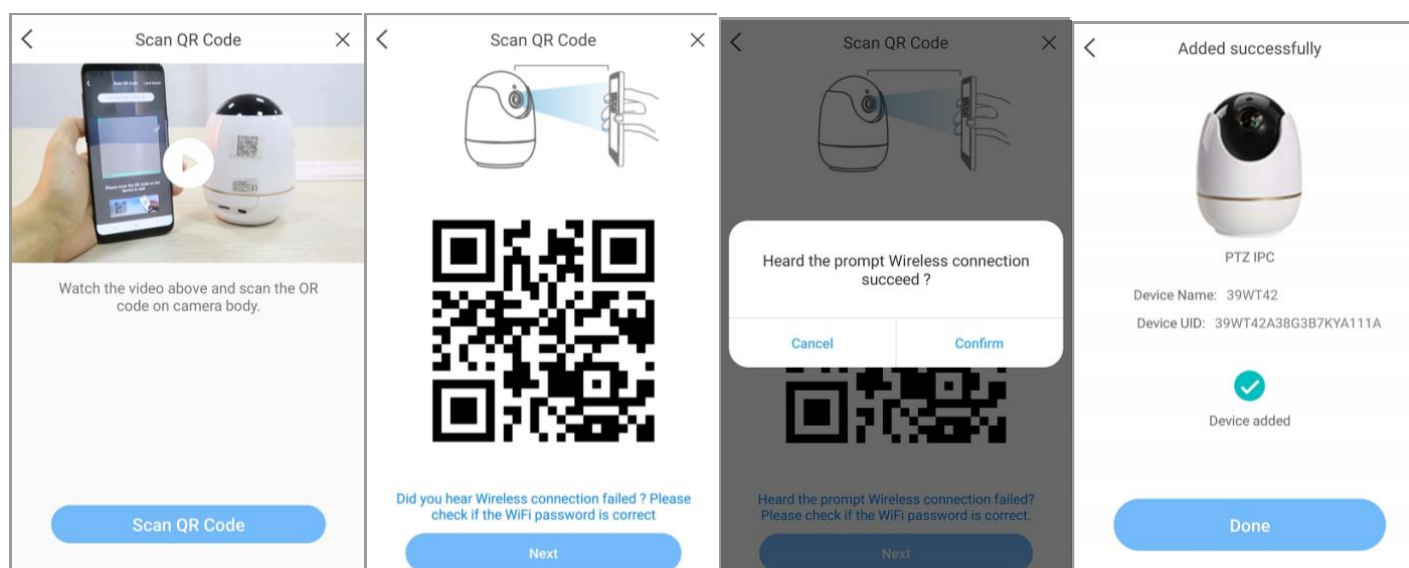 Scan QR Code
Watch the video above and scan the OR
code on camera body.
Scan QR Code
Scan QR Code
Did you hear Wireless connection failed ? Please
check if the WiFi password is correct
Next
Scan QR Code
Heard the prompt Wireless connection
succeed ?
Cancel
Confirm
Heard the prompt Wireless connection failed?
Please check if the WiFi password is correct.
Next
Added successfully
PTZ IPC
Device Name: 39WT42
Device UID: 39WT42A38G3B7KYA111A
Device added
Done